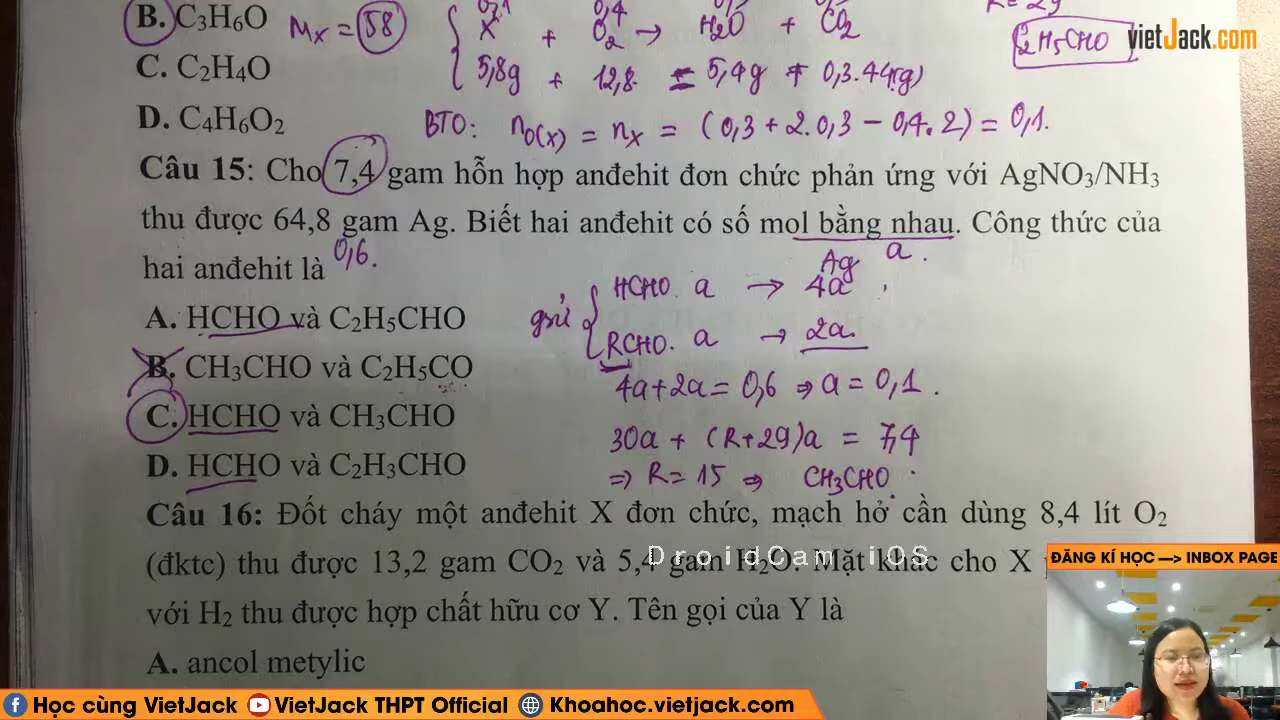 B. C3H6O
Mx = 58
{ X + O2 → H2O + CO2
0,4
vietJack.com
C2H5CHO
C. C2H4O
5,8g + 12,8 = 5,4g + 0,3.44(g)
D. C4H6O2
BTO: nO(X) = nX = (0,3 + 2.0,3 − 0,4.2) = 0,1.
Câu 15: Cho 7,4 gam hỗn hợp anđehit đơn chức phản ứng với AgNO3/NH3
thu được 64,8 gam Ag. Biết hai anđehit có số mol bằng nhau. Công thức của
0,6.
a.
hai anđehit là
Ag
giả sử { HCHO a → 4a
RCHO. a → 2a.
A. HCHO và C2H5CHO
B. CH3CHO và C2H5CO
4a + 2a = 0,6 ⇒ a = 0,1.
C. HCHO và CH3CHO
30a + (R+29)a = 7,4
D. HCHO và C2H3CHO
⇒ R = 15 ⇒ CH3CHO.
Câu 16: Đốt cháy một anđehit X đơn chức, mạch hở cần dùng 8,4 lít O2
(đktc) thu được 13,2 gam CO2 và 5,4 gam H2O. Mặt khác cho X
DroidCam iOS
ĐĂNG KÍ HỌC —> INBOX PAGE
với H2 thu được hợp chất hữu cơ Y. Tên gọi của Y là
A. ancol metylic
Học cùng VietJack VietJack THPT Official Khoahoc.vietjack.com